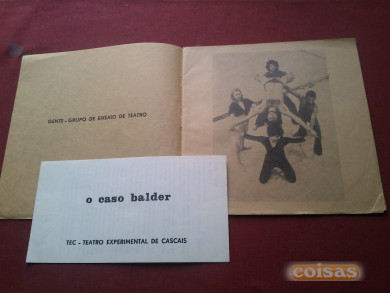 GENTE - GRUPO DE ENSAIO DE TEATRO
o caso balder
TEC - TEATRO EXPERIMENTAL DE CASCAIS
coisas